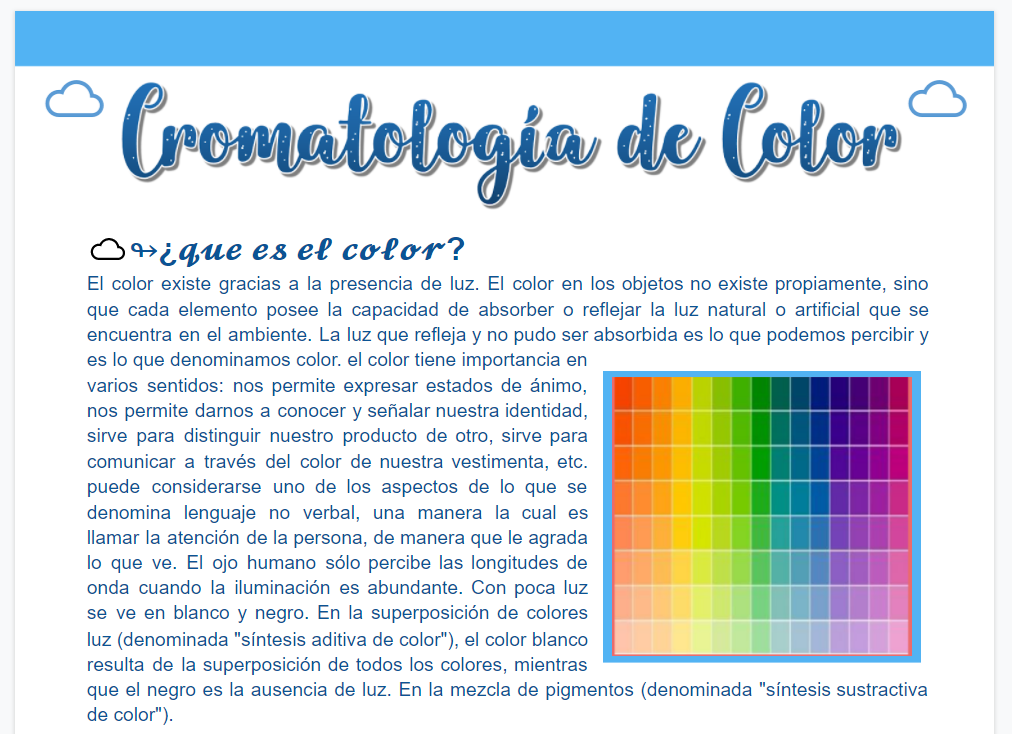 Cromatología de Color
↬¿que es el color?
El color existe gracias a la presencia de luz. El color en los objetos no existe propiamente, sino
que cada elemento posee la capacidad de absorber o reflejar la luz natural o artificial que se
encuentra en el ambiente. La luz que refleja y no pudo ser absorbida es lo que podemos percibir y
es lo que denominamos color. el color tiene importancia en
varios sentidos: nos permite expresar estados de ánimo,
nos permite darnos a conocer y señalar nuestra identidad,
sirve para distinguir nuestro producto de otro, sirve para
comunicar a través del color de nuestra vestimenta, etc.
puede considerarse uno de los aspectos de lo que se
denomina lenguaje no verbal, una manera la cual es
llamar la atención de la persona, de manera que le agrada
lo que ve. El ojo humano sólo percibe las longitudes de
onda cuando la iluminación es abundante. Con poca luz
se ve en blanco y negro. En la superposición de colores
luz (denominada "síntesis aditiva de color"), el color blanco
resulta de la superposición de todos los colores, mientras
que el negro es la ausencia de luz. En la mezcla de pigmentos (denominada "síntesis sustractiva
de color").